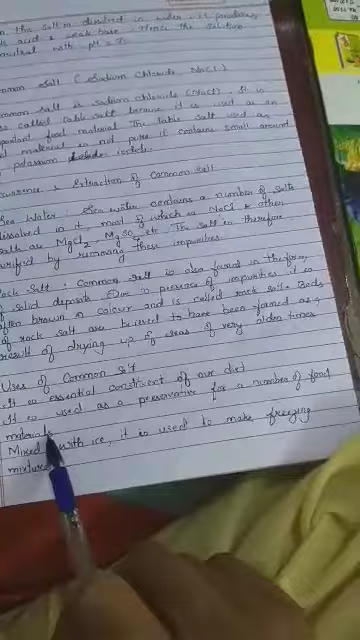 the salt is dissolved in water, it produces
acid & weak base. Hence the solution
neutral with pH = 7.
Common Salt (Sodium Chloride NaCl)
Common salt is sodium chloride (NaCl). It is
also called table salt because it is used as an
important food material. The table salt used as
food material is not pure it contains small amount
potassium iodide
Occurrence & Extraction of Common Salt
Sea Water: Sea water contains a number of salts
dissolved in it, most of which is NaCl & other
salts are MgCl2, MgSO4 etc. The salt is therefore
purified by removing these impurities.
Rock Salt: Common salt is also found in the form
of solid deposits. Due to presence of impurities it is
often brown in colour and is called rock salt. Beds
of rock salt are believed to have been formed as a
result of drying up of seas of very olden times
Uses of Common Salt
It is essential constituent of our diet
It is used as a preservative for a number of food
materials
Mixed with ice, it is used to make freezing
mixture